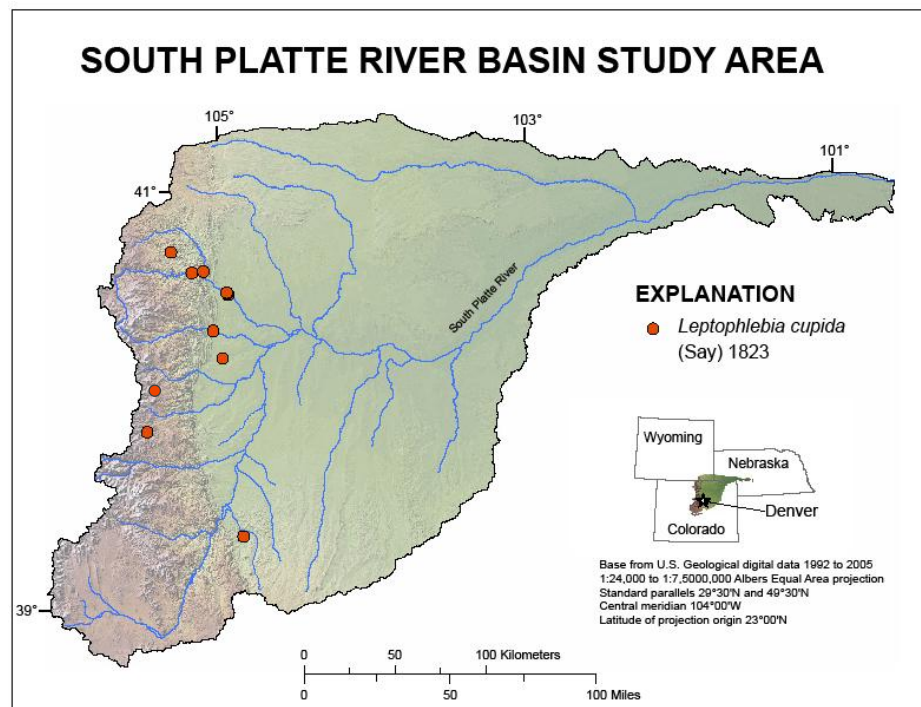 SOUTH PLATTE RIVER BASIN STUDY AREA
105°
103°
101°
41°
South Platte River
EXPLANATION
Leptophlebia cupida
(Say) 1823
Wyoming
Nebraska
Denver
Colorado
Base from U.S. Geological digital data 1992 to 2005
1:24,000 to 1:7,5000,000 Albers Equal Area projection
Standard parallels 29°30'N and 49°30'N
Central meridian 104°00'W
Latitude of projection origin 23°00'N
39°
0 50 100 Kilometers
0 50 100 Miles